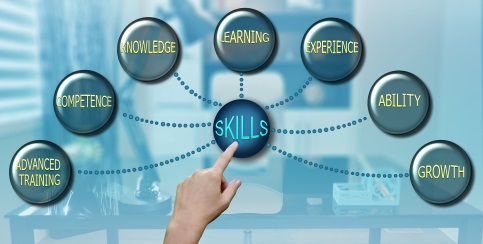 LEARNING
KNOWLEDGE
EXPERIENCE
COMPETENCE
ABILITY
SKILLS
ADVANCED
TRAINING
GROWTH